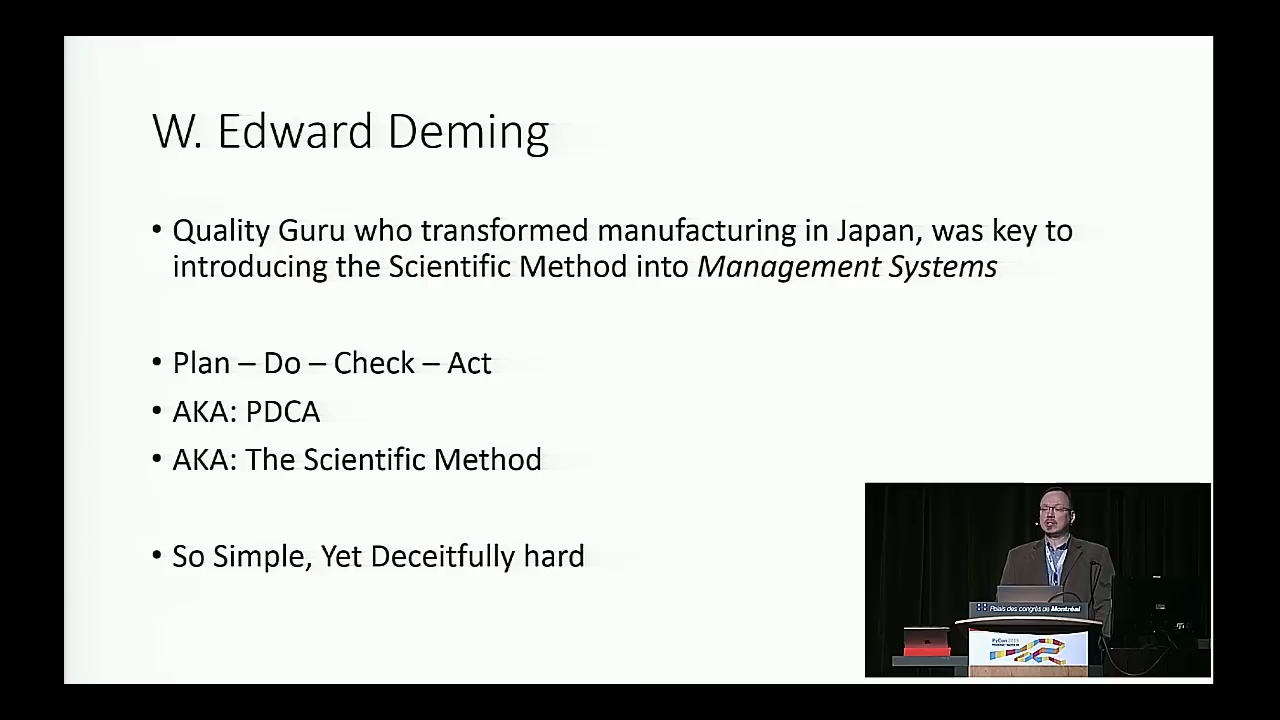 W. Edward Deming
• Quality Guru who transformed manufacturing in Japan, was key to
introducing the Scientific Method into Management Systems
• Plan – Do – Check – Act
• AKA: PDCA
• AKA: The Scientific Method
• So Simple, Yet Deceitfully hard
Palais des congrès de Montréal
PyCon 2015